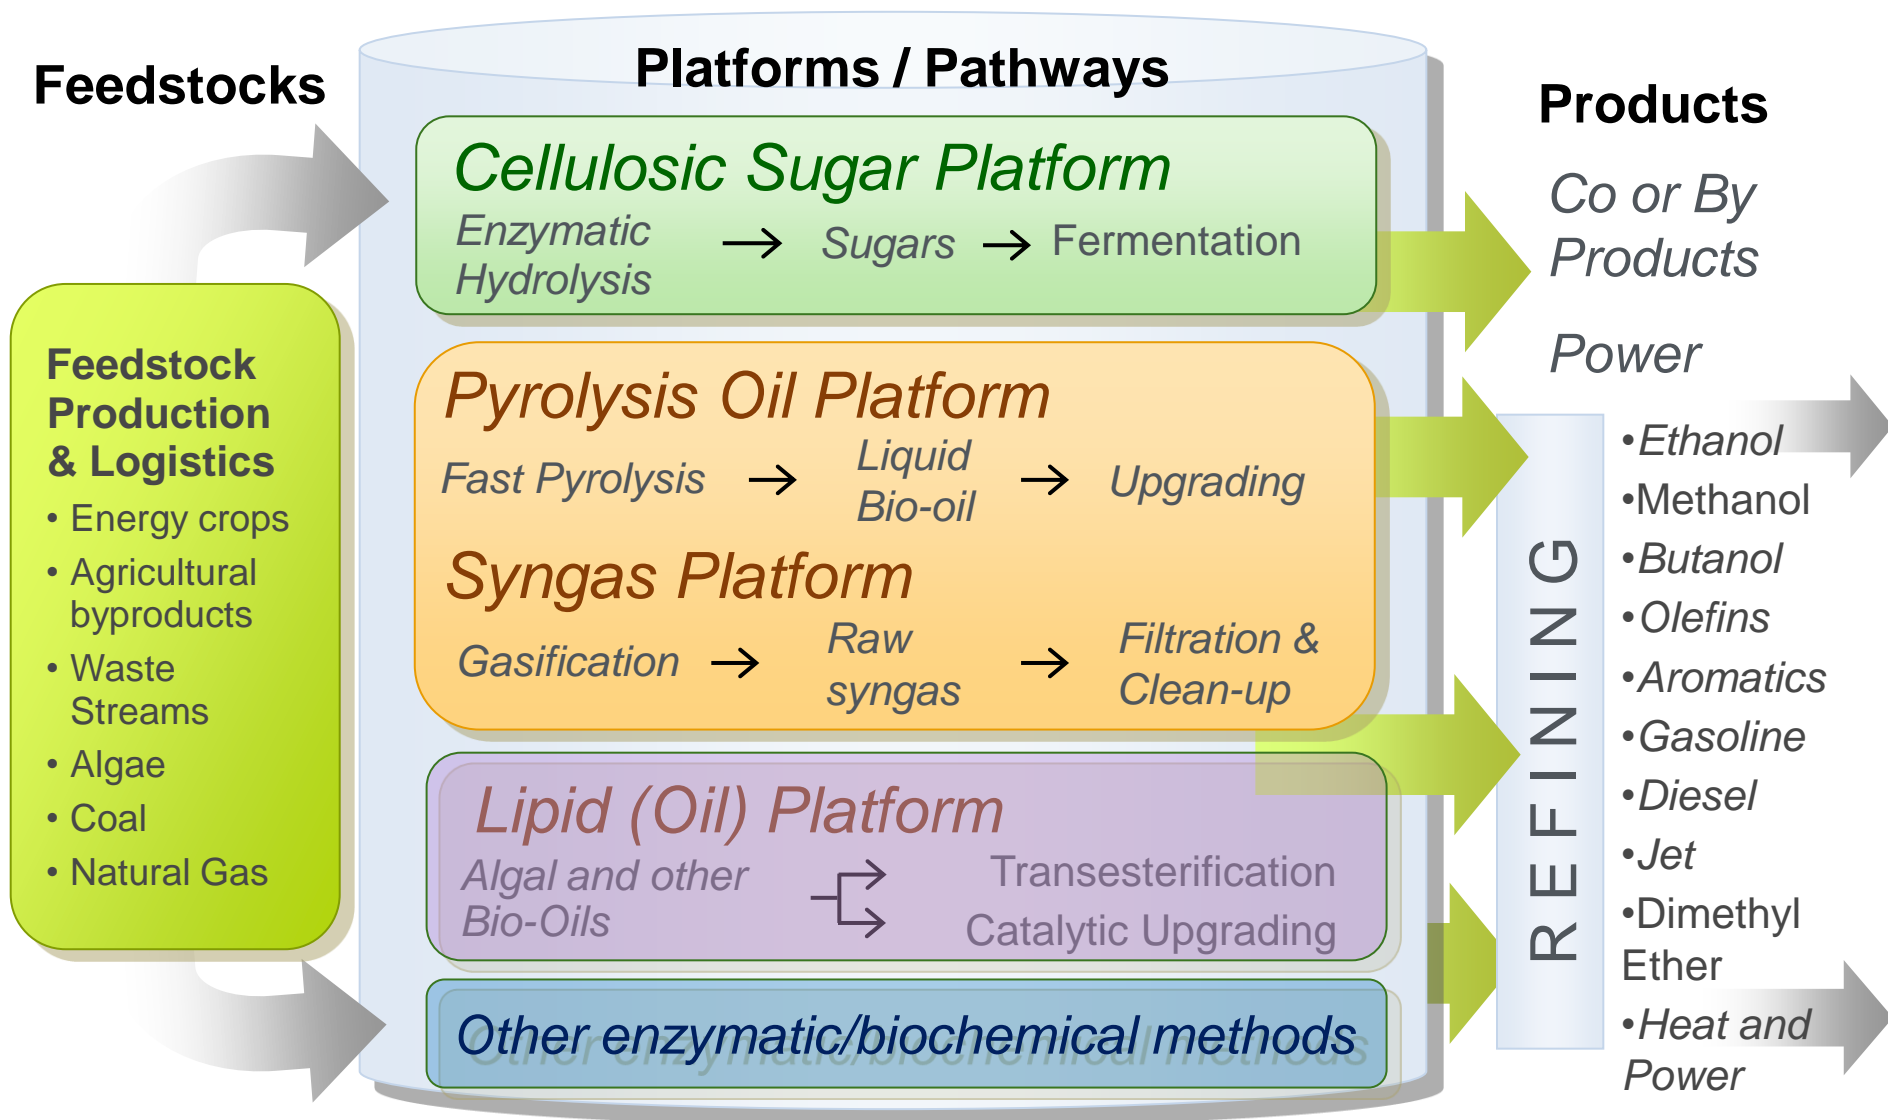 Feedstocks
Feedstock
Production
& Logistics
• Energy crops
• Agricultural
byproducts
• Waste
Streams
• Algae
• Coal
• Natural Gas
Platforms / Pathways
Cellulosic Sugar Platform
Enzymatic
Hydrolysis
Sugars
Fermentation
Pyrolysis Oil Platform
Fast Pyrolysis
Liquid
Bio-oil
Upgrading
Syngas Platform
Gasification
Raw
syngas
Filtration &
Clean-up
Lipid (Oil) Platform
Algal and other
Bio-Oils
Transesterification
Catalytic Upgrading
Other enzymatic/biochemical methods
REFINING
Products
Co or By
Products
Power
•Ethanol
•Methanol
•Butanol
•Olefins
•Aromatics
•Gasoline
•Diesel
•Jet
•Dimethyl
Ether
•Heat and
Power